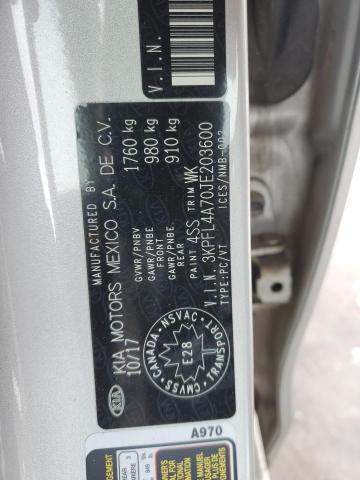 V.I.N.
MANUFACTURED BY
KIA KIA MOTORS MEXICO S.A. DE C.V.
10/17
GVWR/PNBV 1760 kg
GAWR/PNBE FRONT 980 kg
GAWR/PNBE REAR 910 kg
PAINT 4SS TRIM WK
V.I.N. 3KPFL4A70JE203600
TYPE:PC/VT ICES/NMB-002
CANADA NSVAC CMVSS
E28
A970